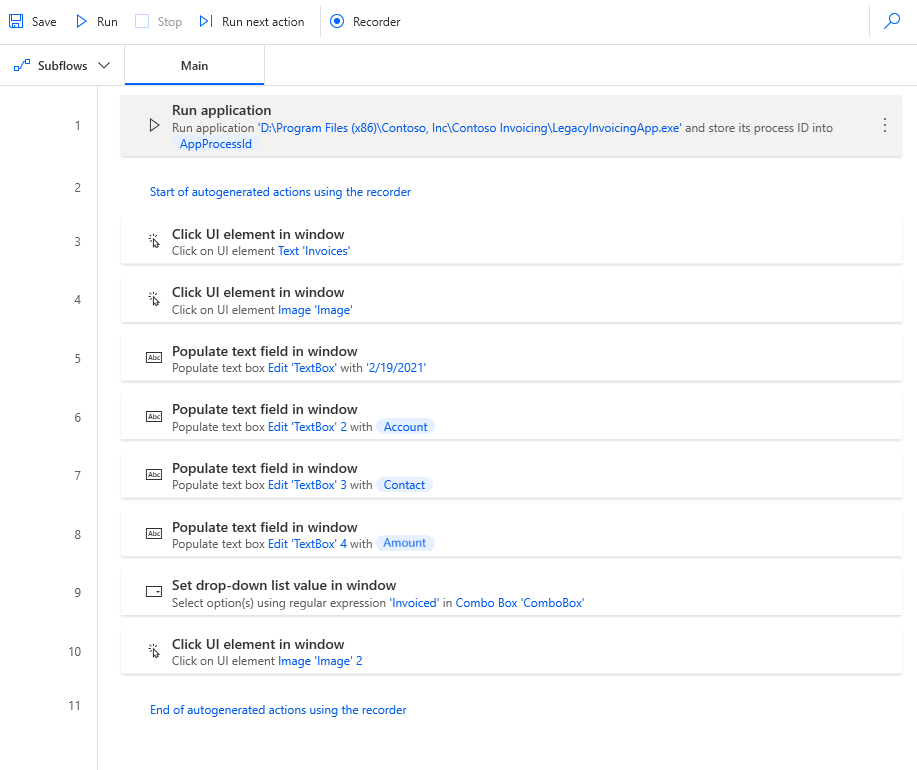 Save Run Stop Run next action Recorder
Subflows Main
1
Run application
Run application 'D:\Program Files (x86)\Contoso, Inc\Contoso Invoicing\LegacyInvoicingApp.exe' and store its process ID into
AppProcessId
2
Start of autogenerated actions using the recorder
3
Click UI element in window
Click on UI element Text 'Invoices'
4
Click UI element in window
Click on UI element Image 'Image'
5
Abc
Populate text field in window
Populate text box Edit 'TextBox' with '2/19/2021'
6
Abc
Populate text field in window
Populate text box Edit 'TextBox' 2 with Account
7
Abc
Populate text field in window
Populate text box Edit 'TextBox' 3 with Contact
8
Abc
Populate text field in window
Populate text box Edit 'TextBox' 4 with Amount
9
Set drop-down list value in window
Select option(s) using regular expression 'Invoiced' in Combo Box 'ComboBox'
10
Click UI element in window
Click on UI element Image 'Image' 2
11
End of autogenerated actions using the recorder